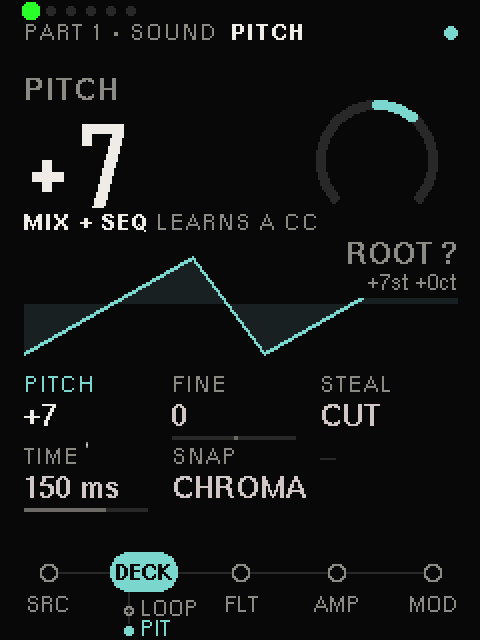 PART 1 · SOUND PITCH
PITCH
+7
MIX + SEQ LEARNS A CC
ROOT ?
+7st +0ct
PITCH FINE STEAL
+7 0 CUT
TIME' SNAP —
150 ms CHROMA
DECK
SRC LOOP FLT AMP MOD
PIT